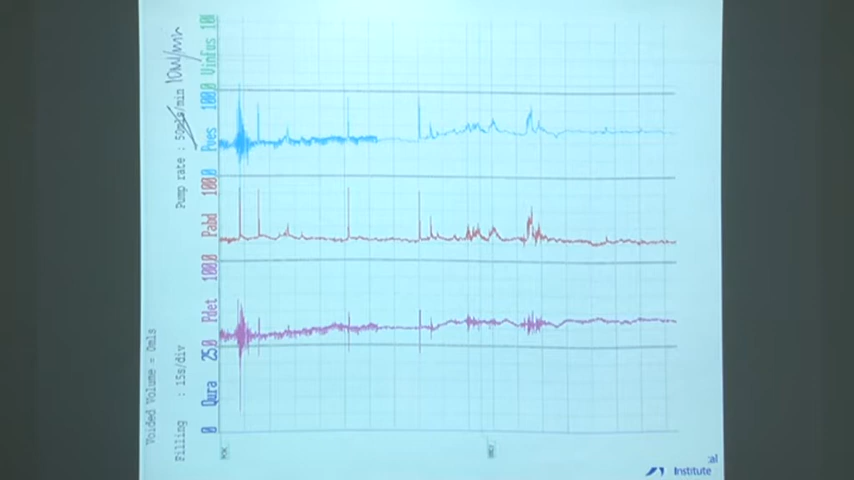 Voided Volume = 0mls
Filling : 15s/div
Pump rate : 50mls/min 10ml/min
0 Qura 25
0 Pdet 100
0 Pabd 100
0 Pves 100
0 Vinfus 10
Institute